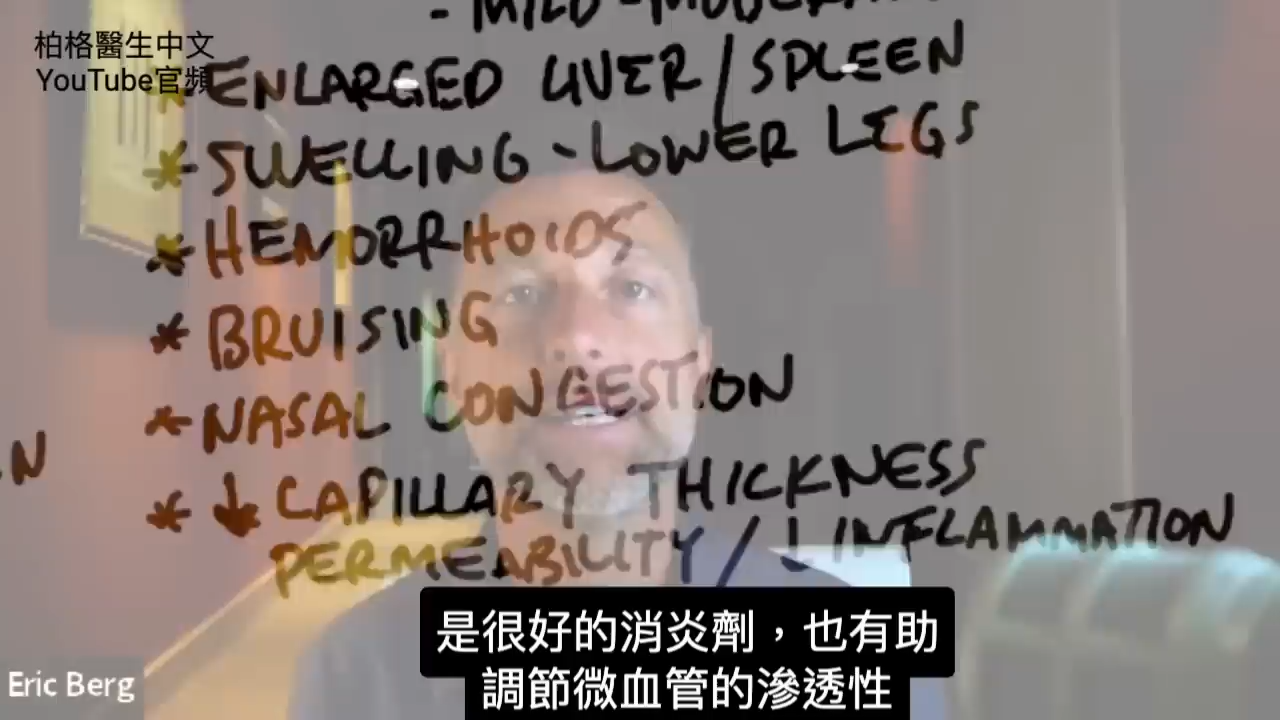 - MILD-MODERA
柏格醫生中文
YouTube官頻
* ENLARGED LIVER/SPLEEN
* SWELLING-LOWER LEGS
* HEMORRHOIDS
* BRUISING
* NASAL CONGESTION
N
* ↓ CAPILLARY THICKNESS
PERMEABILITY/↓INFLAMMATION
是很好的消炎劑，也有助
調節微血管的滲透性
Eric Berg